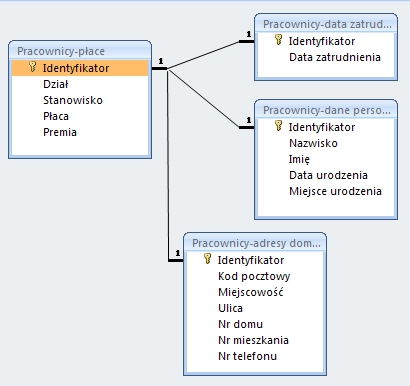 Pracownicy-płace
Identyfikator
Dział
Stanowisko
Płaca
Premia
1
1
1
1
Pracownicy-data zatrud...
Identyfikator
Data zatrudnienia
Pracownicy-dane perso...
Identyfikator
Nazwisko
Imię
Data urodzenia
Miejsce urodzenia
Pracownicy-adresy dom...
Identyfikator
Kod pocztowy
Miejscowość
Ulica
Nr domu
Nr mieszkania
Nr telefonu